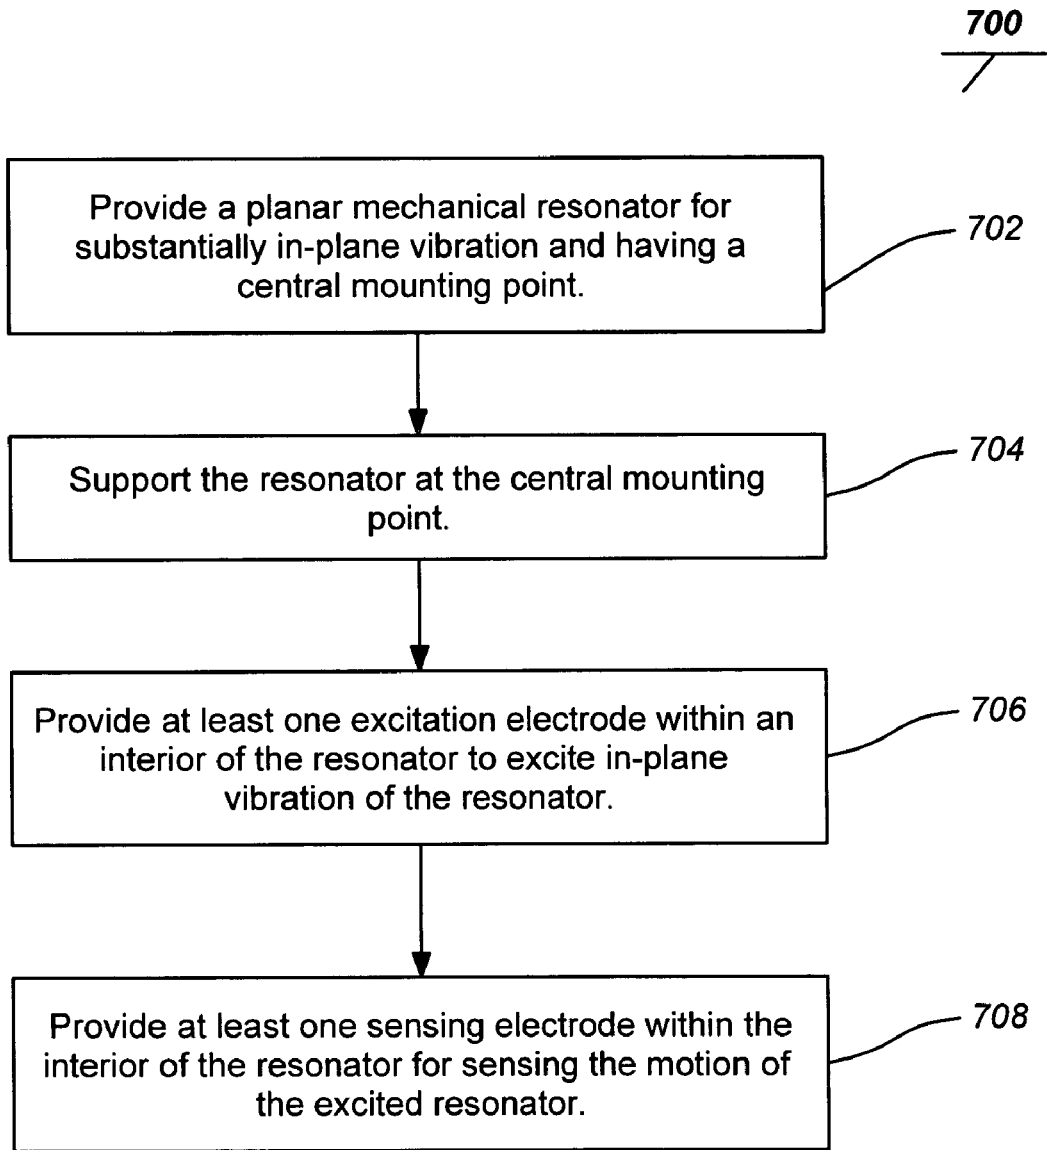 700
Provide a planar mechanical resonator for
substantially in-plane vibration and having a
central mounting point.
702
Support the resonator at the central mounting
point.
704
Provide at least one excitation electrode within an
interior of the resonator to excite in-plane
vibration of the resonator.
706
Provide at least one sensing electrode within the
interior of the resonator for sensing the motion of
the excited resonator.
708